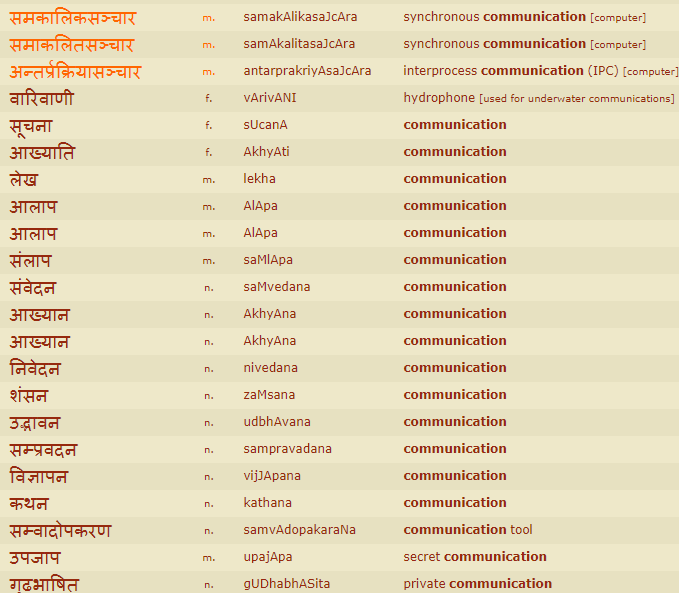 समकालिकसञ्चार m. samakAlikasaJcAra synchronous communication [computer]
समाकलितसञ्चार m. samAkalitasaJcAra synchronous communication [computer]
अन्तर्प्रक्रियासञ्चार m. antarprakriyAsaJcAra interprocess communication (IPC) [computer]
वारिवाणी f. vArivANI hydrophone [used for underwater communications]
सूचना f. sUcanA communication
आख्याति f. AkhyAti communication
लेख m. lekha communication
आलाप m. AlApa communication
आलाप m. AlApa communication
संलाप m. saMlApa communication
संवेदन n. saMvedana communication
आख्यान n. AkhyAna communication
आख्यान n. AkhyAna communication
निवेदन n. nivedana communication
शंसन n. zaMsana communication
उद्भावन n. udbhAvana communication
सम्प्रवदन n. sampravadana communication
विज्ञापन n. vijJApana communication
कथन n. kathana communication
सम्वादोपकरण n. samvAdopakaraNa communication tool
उपजाप m. upajApa secret communication
गूढभाषित n. gUDhabhASita private communication